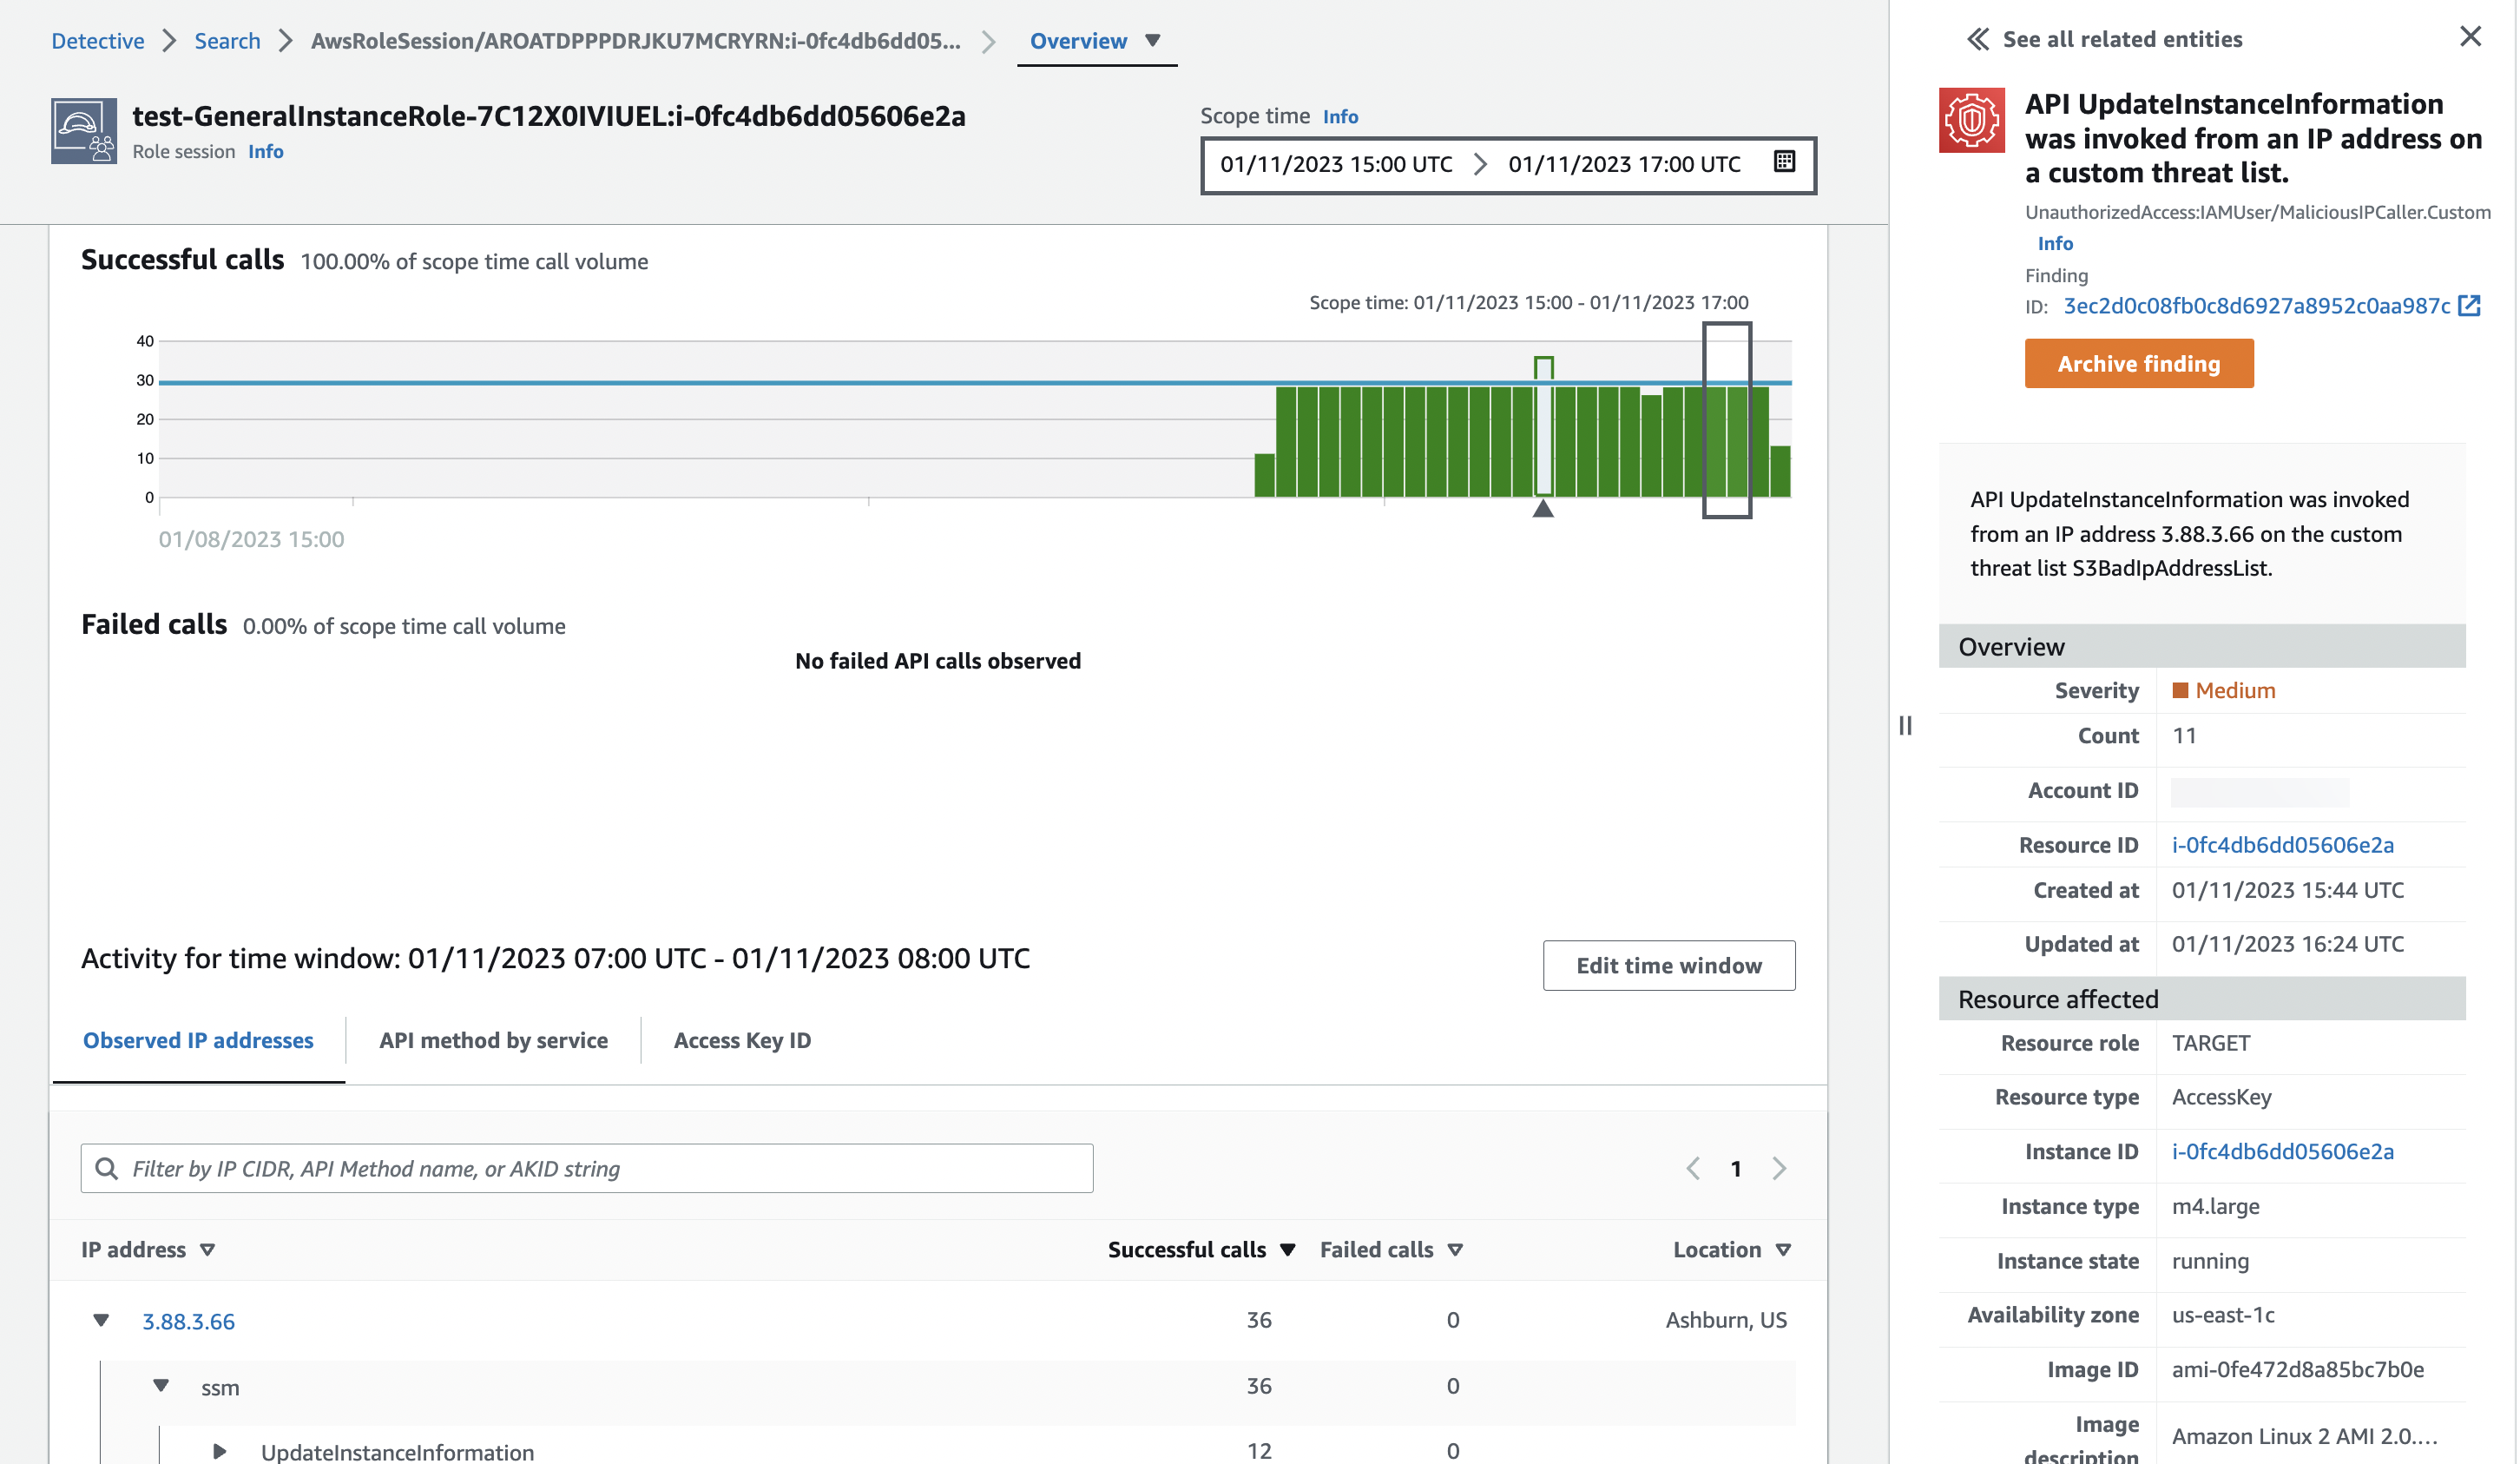 Detective > Search > AwsRoleSession/AROATDPPPDRJKU7MCRYRN:i-0fc4db6dd05... > Overview ▼
test-GeneralInstanceRole-7C12X0IVIUEL:i-0fc4db6dd05606e2a
Role session Info
Scope time Info
01/11/2023 15:00 UTC > 01/11/2023 17:00 UTC
Successful calls 100.00% of scope time call volume
Scope time: 01/11/2023 15:00 - 01/11/2023 17:00
40
30
20
10
0
01/08/2023 15:00
Failed calls 0.00% of scope time call volume
No failed API calls observed
Activity for time window: 01/11/2023 07:00 UTC - 01/11/2023 08:00 UTC
Edit time window
Observed IP addresses
API method by service
Access Key ID
Filter by IP CIDR, API Method name, or AKID string
1
IP address Successful calls Failed calls Location
3.88.3.66 36 0 Ashburn, US
ssm 36 0
UpdateInstanceInformation 12 0
See all related entities
API UpdateInstanceInformation
was invoked from an IP address on
a custom threat list.
UnauthorizedAccess:IAMUser/MaliciousIPCaller.Custom
Info
Finding
ID: 3ec2d0c08fb0c8d6927a8952c0aa987c
Archive finding
API UpdateInstanceInformation was invoked
from an IP address 3.88.3.66 on the custom
threat list S3BadIpAddressList.
Overview
Severity Medium
Count 11
Account ID
Resource ID i-0fc4db6dd05606e2a
Created at 01/11/2023 15:44 UTC
Updated at 01/11/2023 16:24 UTC
Resource affected
Resource role TARGET
Resource type AccessKey
Instance ID i-0fc4db6dd05606e2a
Instance type m4.large
Instance state running
Availability zone us-east-1c
Image ID ami-0fe472d8a85bc7b0e
Image
description Amazon Linux 2 AMI 2.0....